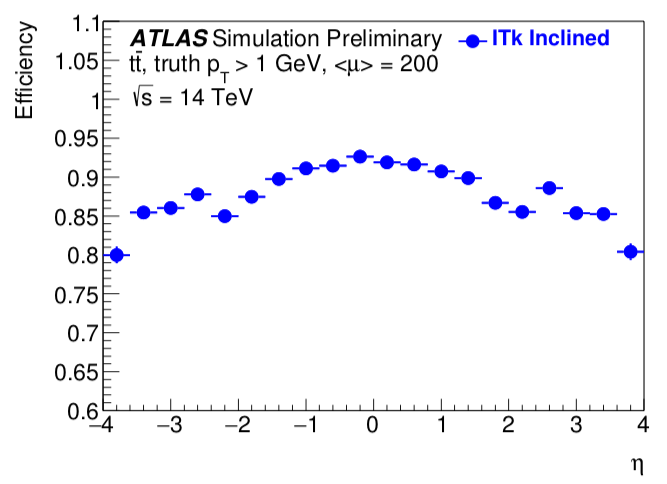 ATLAS Simulation Preliminary
ITk Inclined
tt̄, truth p_T > 1 GeV, <μ> = 200
√s = 14 TeV
Efficiency
1.1
1.05
1
0.95
0.9
0.85
0.8
0.75
0.7
0.65
0.6
−4 −3 −2 −1 0 1 2 3 4
η